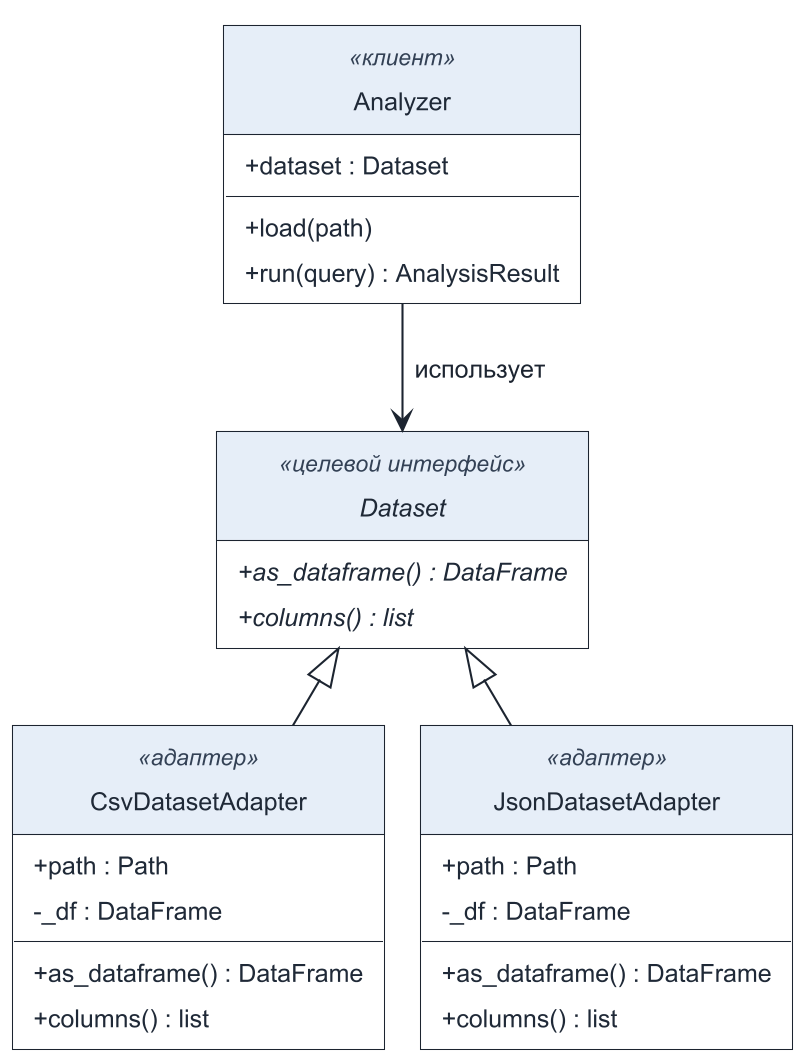 «клиент»
Analyzer
+dataset : Dataset
+load(path)
+run(query) : AnalysisResult
использует
«целевой интерфейс»
Dataset
+as_dataframe() : DataFrame
+columns() : list
«адаптер»
CsvDatasetAdapter
+path : Path
-_df : DataFrame
+as_dataframe() : DataFrame
+columns() : list
«адаптер»
JsonDatasetAdapter
+path : Path
-_df : DataFrame
+as_dataframe() : DataFrame
+columns() : list